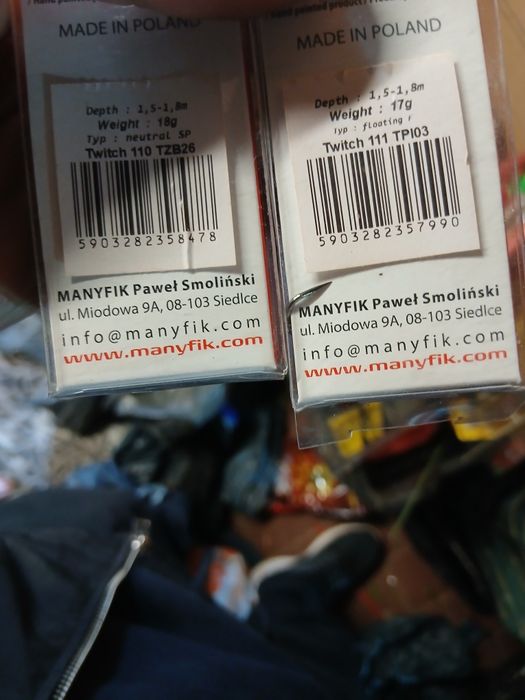 MADE IN POLAND
Depth : 1,5-1,8m
Weight : 18g
Typ : neutral SP
Twitch 110 TZB26
5903282358478
MANYFIK Paweł Smoliński
ul. Miodowa 9A, 08-103 Siedlce
info@manyfik.com
www.manyfik.com
Hand painted product
MADE IN POLAND
Depth : 1,5-1,8m
Weight : 17g
Typ : floating F
Twitch 111 TPI03
5903282357990
MANYFIK Paweł Smoliński
ul. Miodowa 9A, 08-103 Siedlce
info@manyfik.com
www.manyfik.com